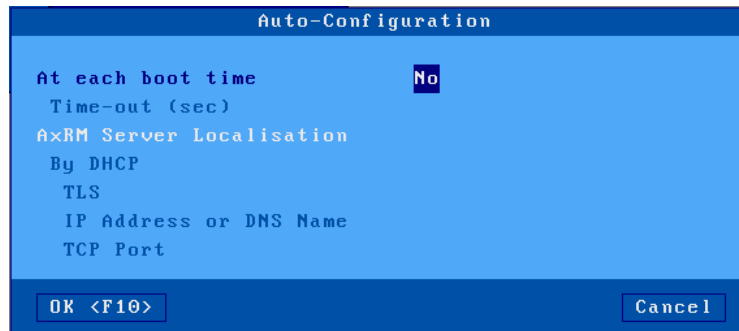 Auto-Configuration
At each boot time No
Time-out (sec)
AxRM Server Localisation
By DHCP
TLS
IP Address or DNS Name
TCP Port
OK <F10> Cancel